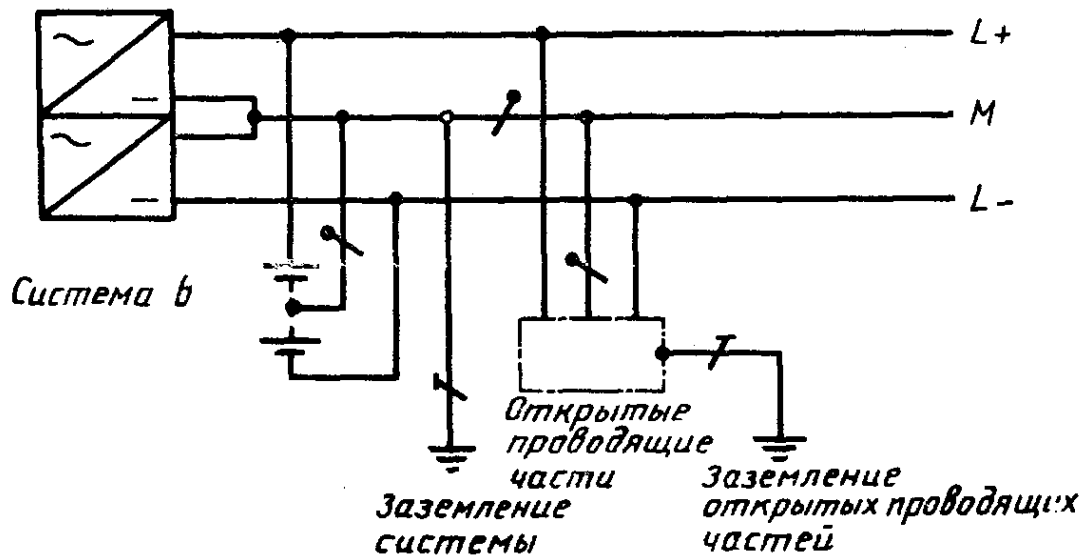 L+
M
L-
Система b
Открытые
проводящие
части
Заземление
системы
Заземление
открытых проводящих
частей